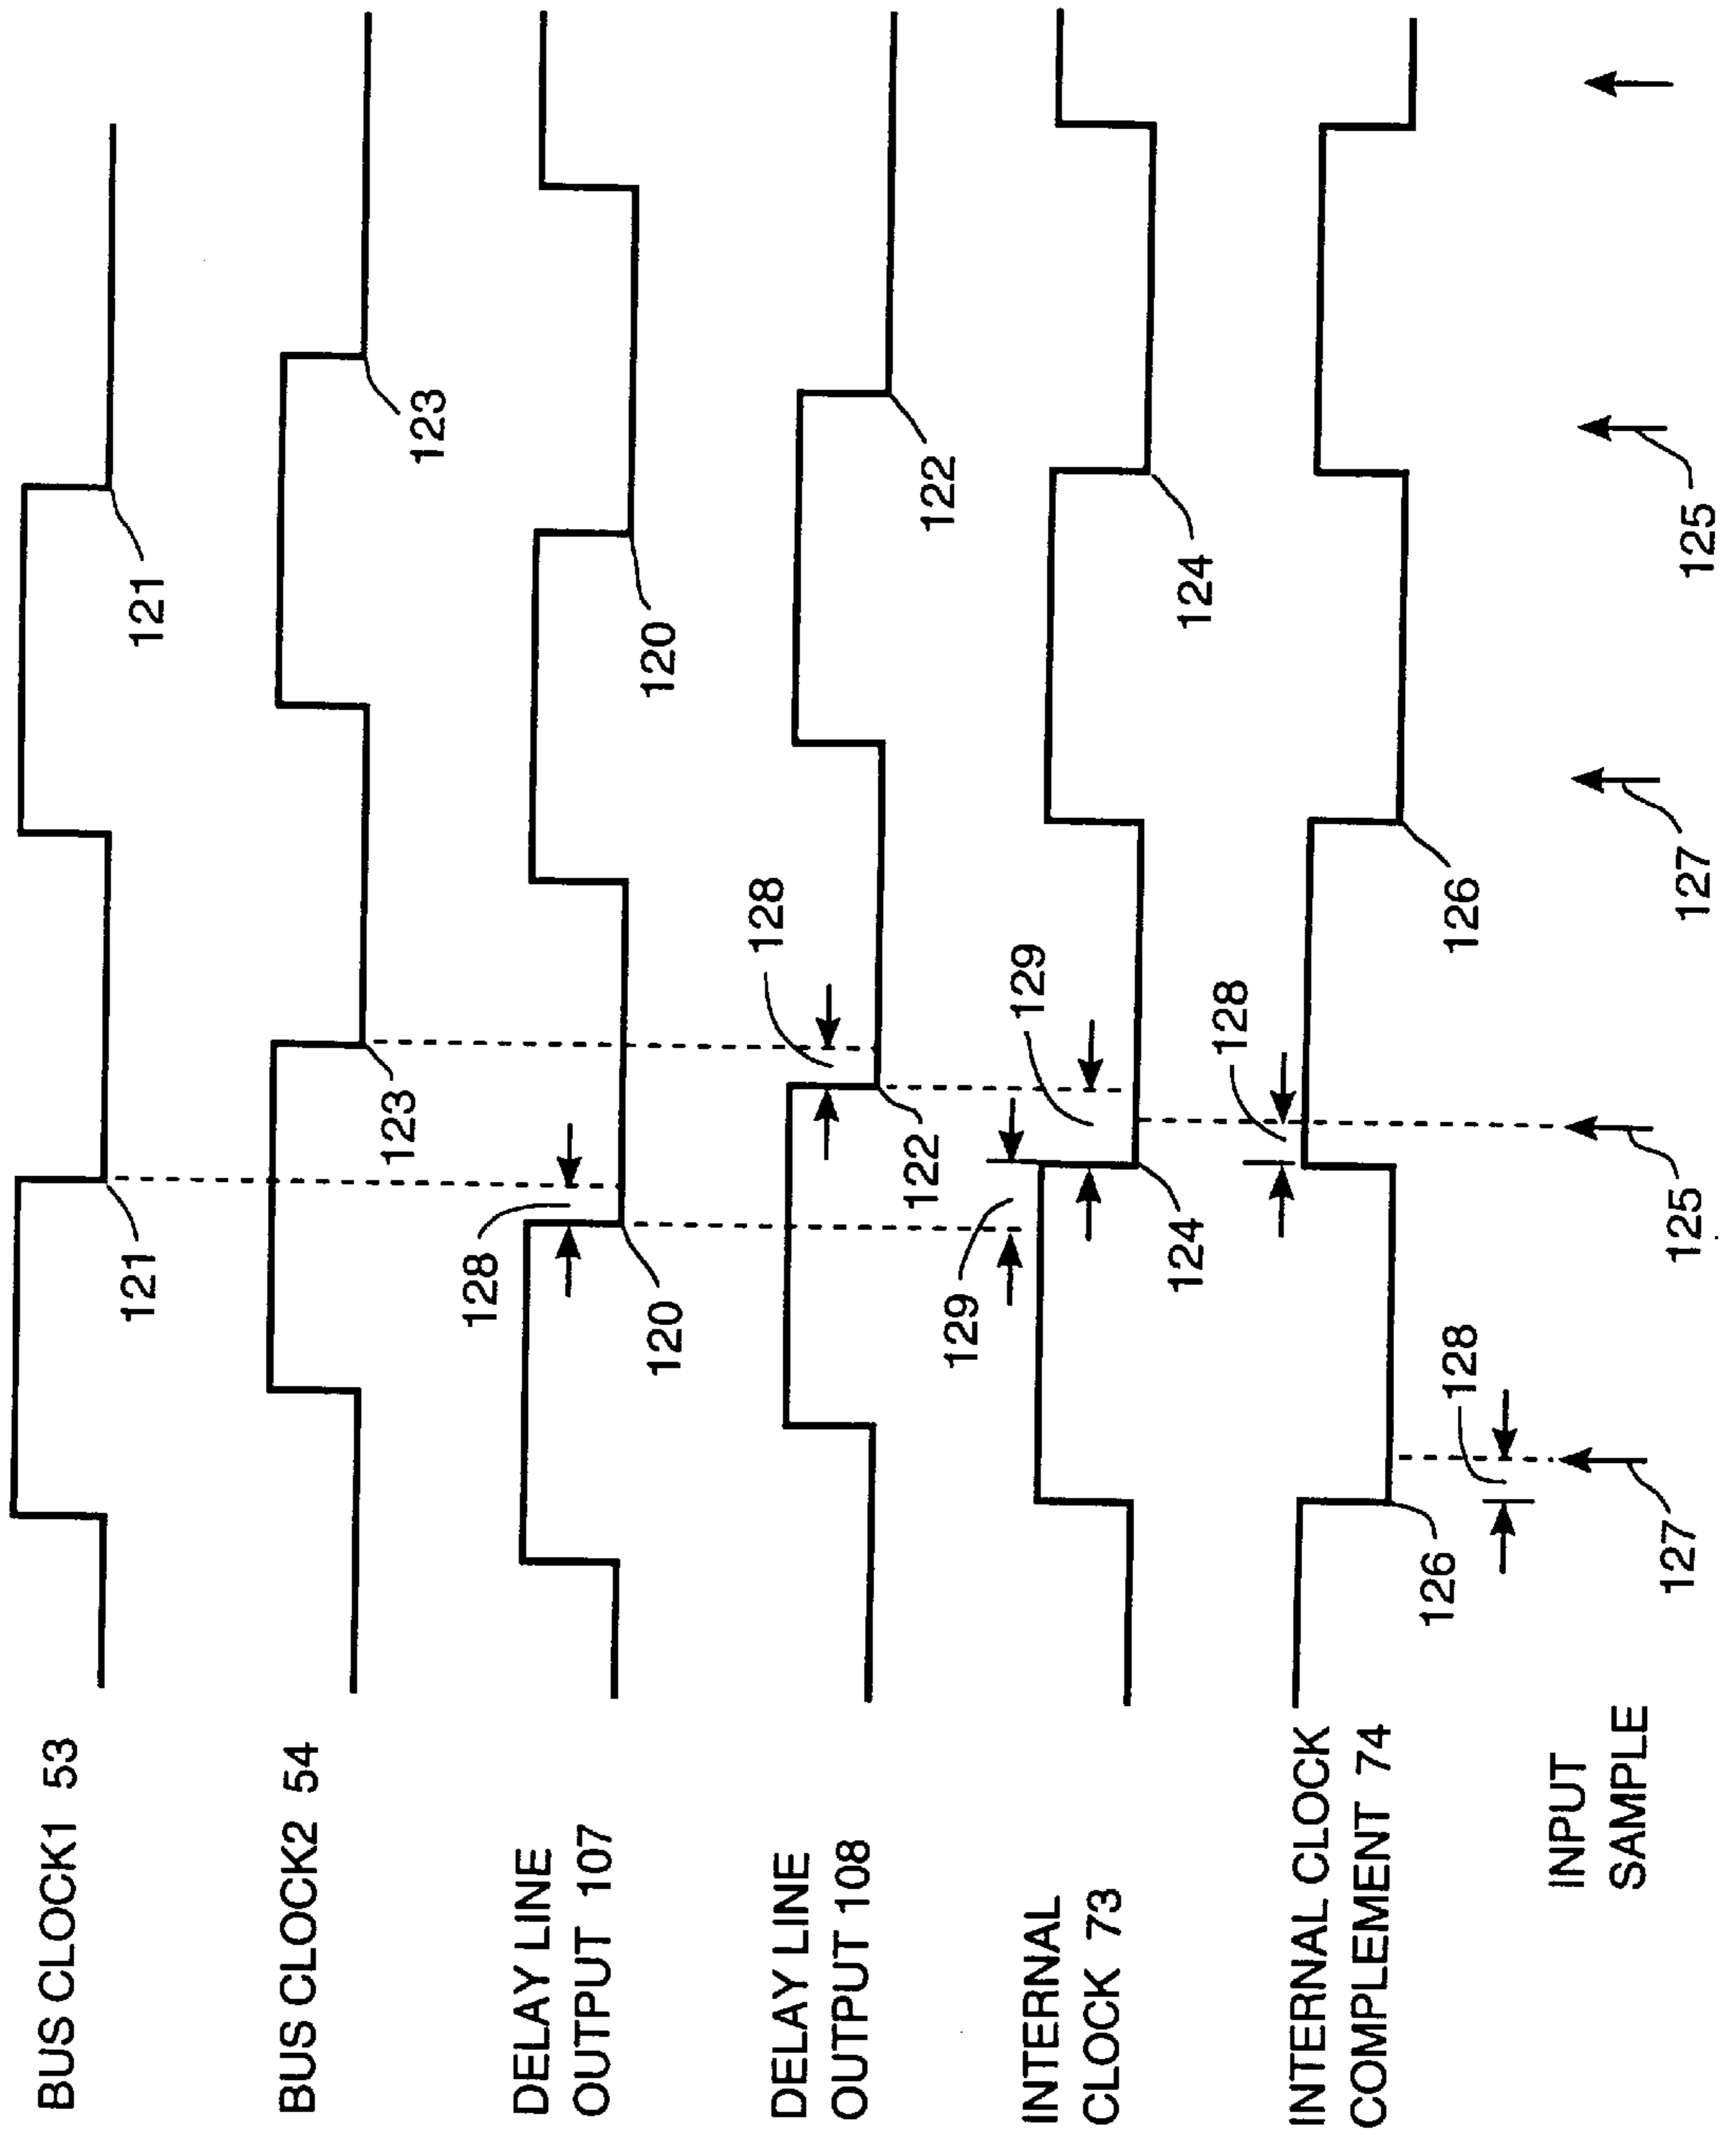 BUS CLOCK1 53
121
121
BUS CLOCK2 54
123
123
DELAY LINE
OUTPUT 107
128
120
120
DELAY LINE
OUTPUT 108
128
122
122
INTERNAL
CLOCK 73
129
129
124
124
INTERNAL CLOCK
COMPLEMENT 74
128
126
126
INPUT
SAMPLE
128
127
125
127
125